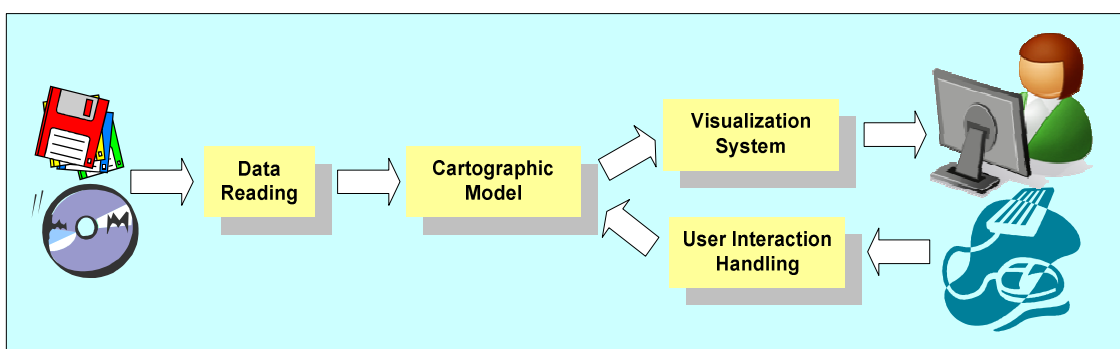 Data
Reading
Cartographic
Model
Visualization
System
User Interaction
Handling